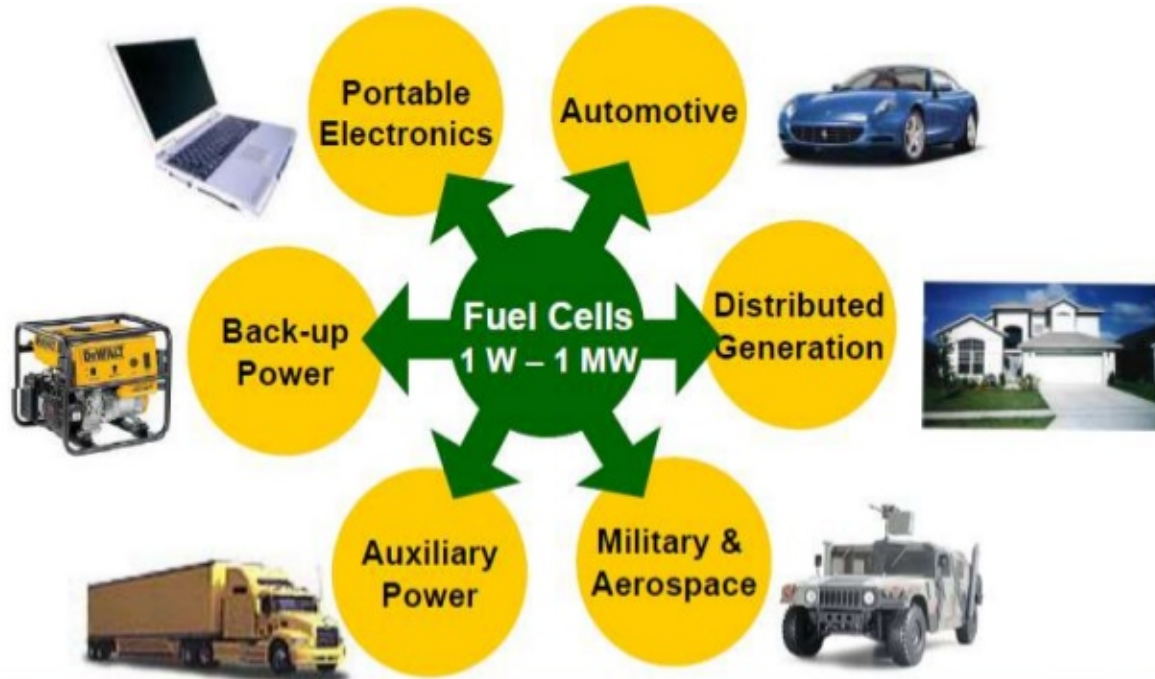 Portable
Electronics
Automotive
Fuel Cells
1 W – 1 MW
Distributed
Generation
Back-up
Power
DEWALT
Auxiliary
Power
Military &
Aerospace